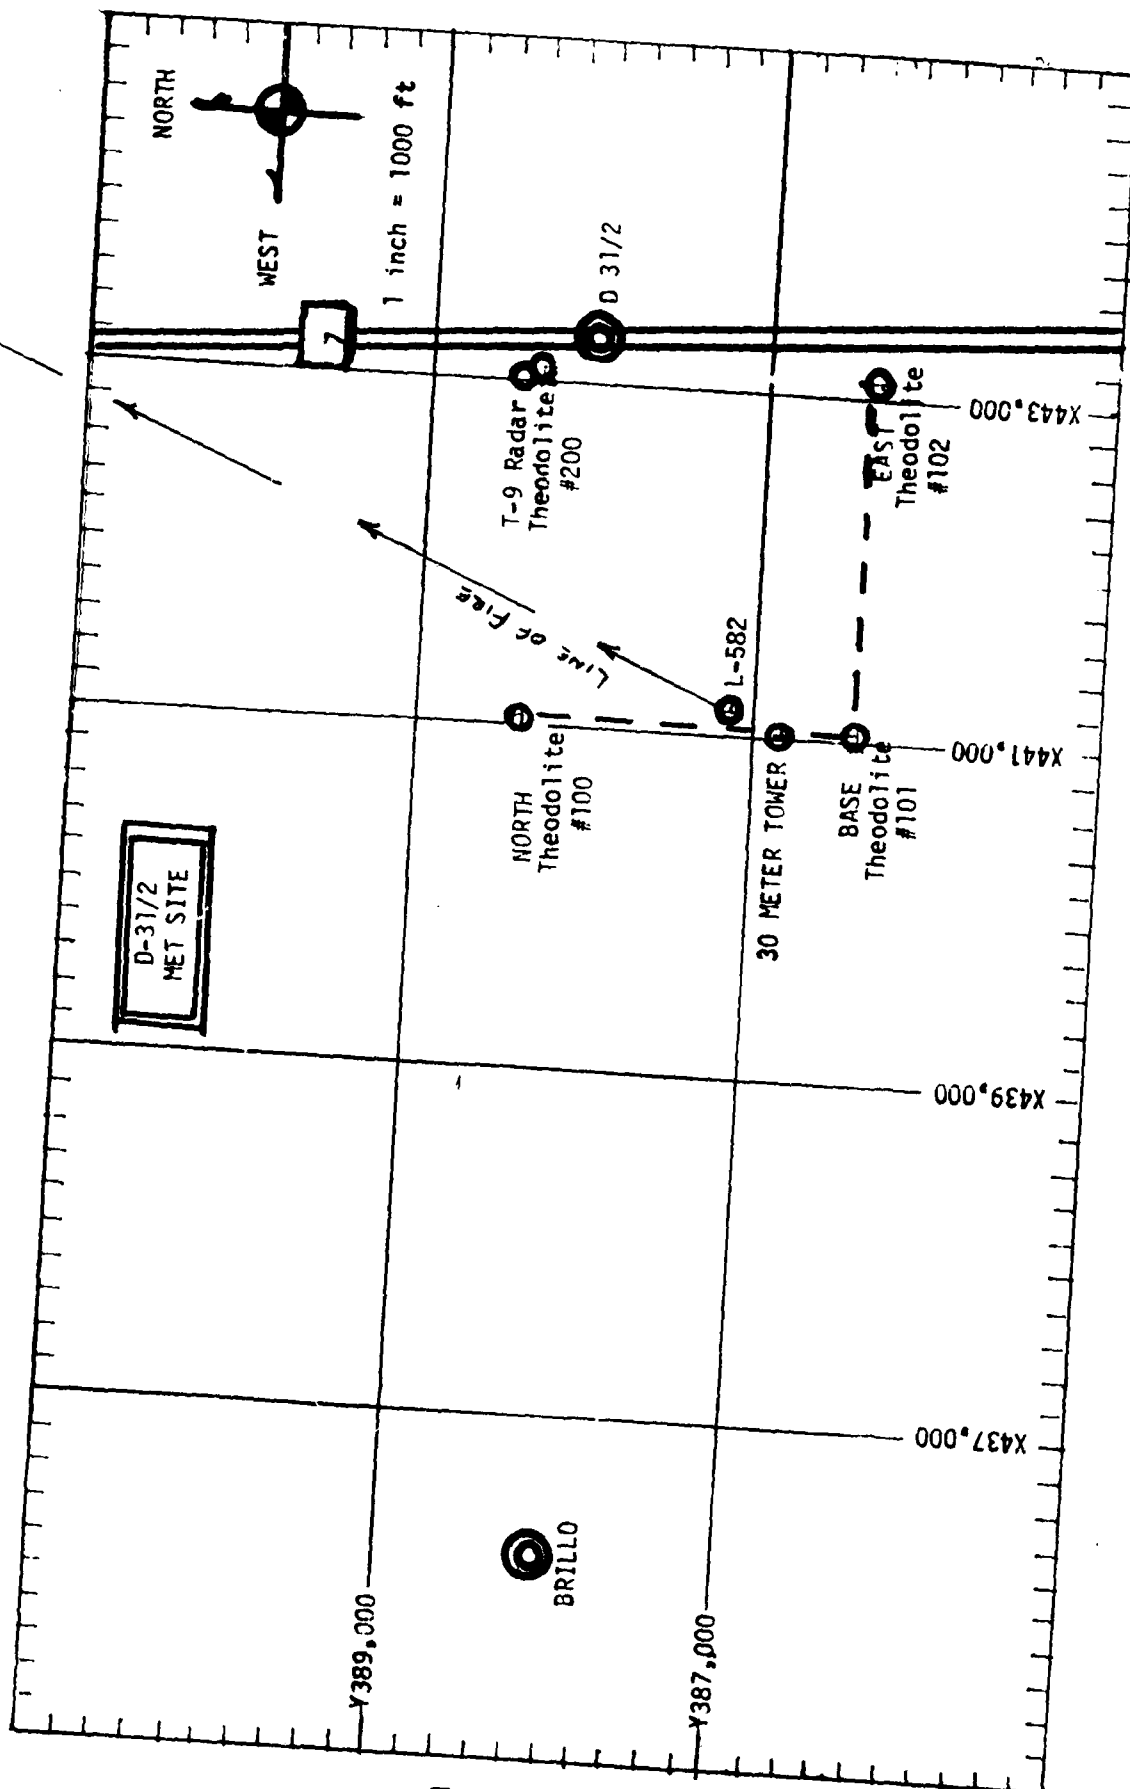 NORTH
WEST
1 inch = 1000 ft
7
D 31/2
T-9 Radar
Theodolite
#200
EAST
Theodolite
#102
X443,000
LINE OF FIRE
L-582
NORTH
Theodolite
#100
30 METER TOWER
BASE
Theodolite
#101
X441,000
D-31/2
MET SITE
X439,000
X437,000
BRILLO
Y389,000
Y387,000